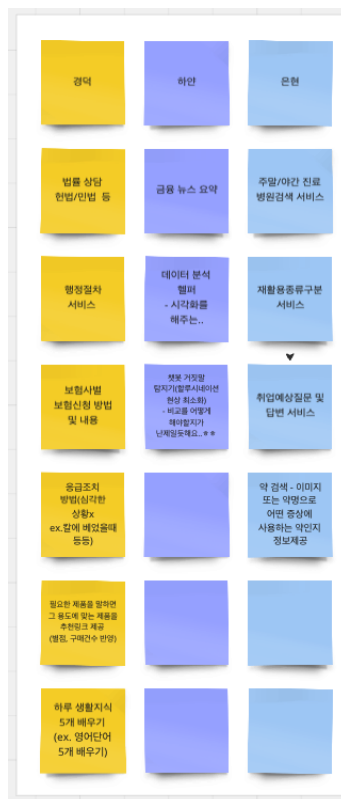 경덕
하얀
은현
법률 상담
헌법/민법 등
금융 뉴스 요약
주말/야간 진료
병원검색 서비스
행정절차
서비스
데이터 분석
헬퍼
- 시각화를
해주는..
재활용종류구분
서비스
보험사별
보험신청 방법
및 내용
챗봇 거짓말
탐지기(할루시네이션
현상 최소화)
- 비교를 어떻게
해야할지가
난제일듯해요..ㅎㅎ
취업예상질문 및
답변 서비스
응급조치
방법(심각한
상황x
ex.칼에 베었을때
등등)
약 검색 - 이미지
또는 약명으로
어떤 증상에
사용하는 약인지
정보제공
필요한 제품을 말하면
그 용도에 맞는 제품을
추천링크 제공
(별점, 구매건수 반영)
하루 생활지식
5개 배우기
(ex. 영어단어
5개 배우기)